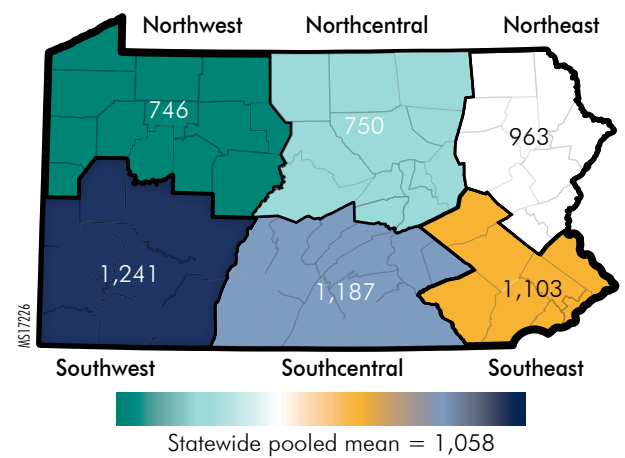 Northwest
Northcentral
Northeast
746
750
963
1,241
1,187
1,103
MS17226
Southwest
Southcentral
Southeast
Statewide pooled mean = 1,058